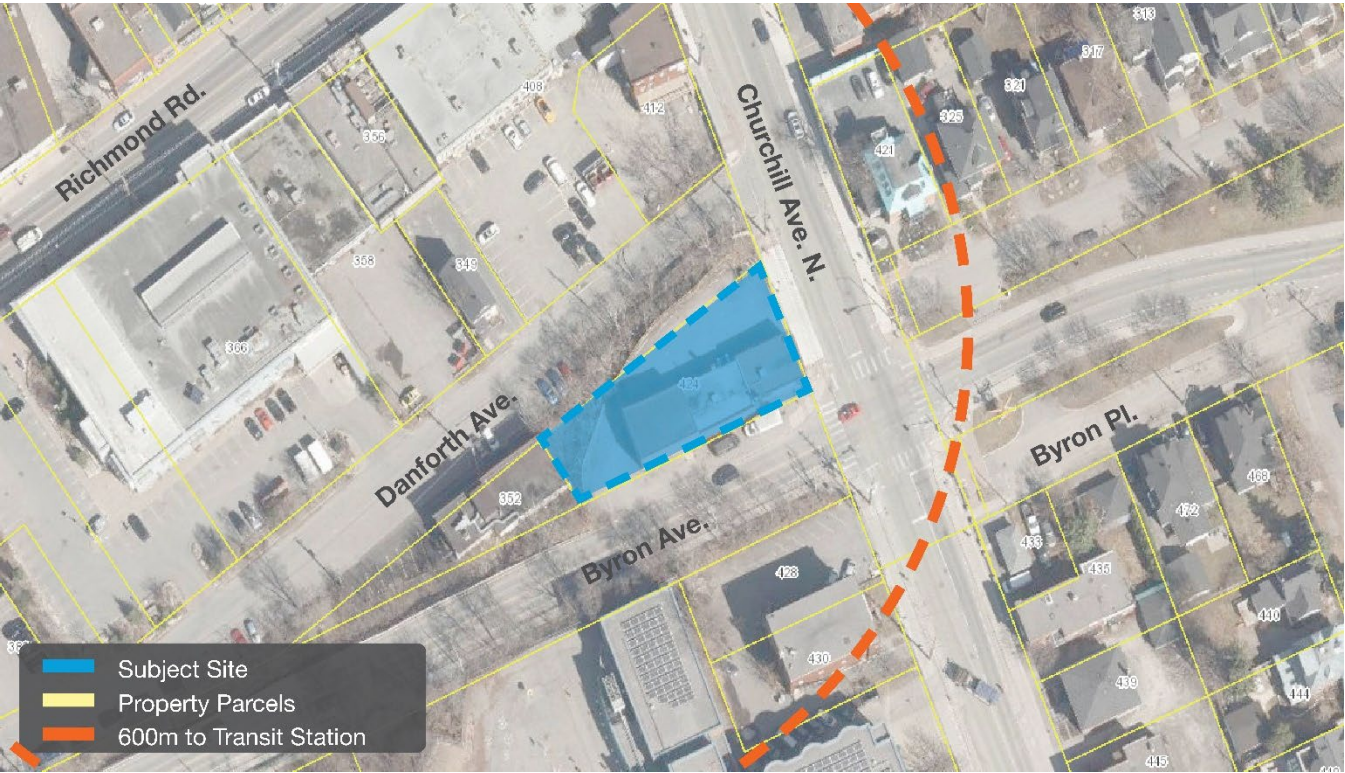 313
317
321
325
408
412
356
421
Richmond Rd.
Churchill Ave. N.
358
349
366
424
Danforth Ave.
352
Byron Ave.
Byron Pl.
468
472
433
435
428
430
439
440
444
445
Subject Site
Property Parcels
600m to Transit Station